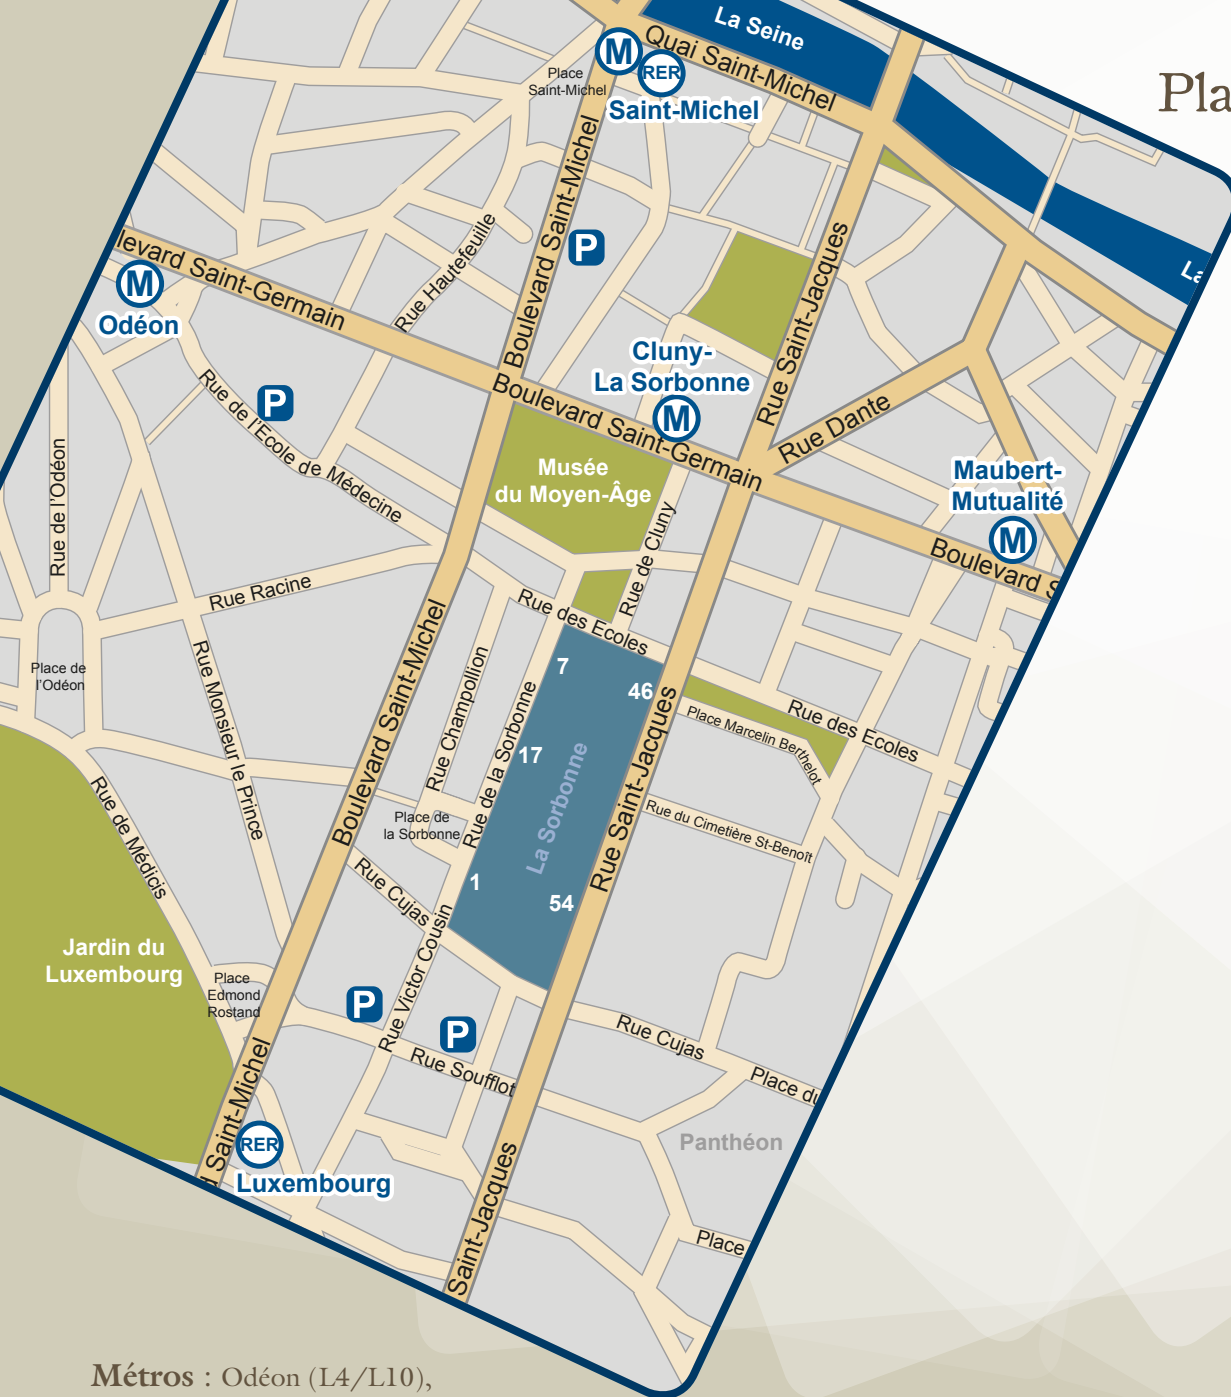 La Seine
Quai Saint-Michel
Pla
M
RER
Place
Saint-Michel
Saint-Michel
Boulevard Saint-Michel
P
Rue Hautefeuille
levard Saint-Germain
M
Odéon
Rue Saint-Jacques
La
Cluny-
La Sorbonne
M
Boulevard Saint-Germain
Rue Dante
P
Rue de l'Ecole de Médecine
Musée
du Moyen-Âge
Maubert-
Mutualité
M
Boulevard S
Rue de l'Odéon
Rue de Cluny
Rue Racine
Rue des Ecoles
Place de
l'Odéon
Rue Monsieur le Prince
Boulevard Saint-Michel
Rue Champollion
Rue de la Sorbonne
7
46
17
La Sorbonne
Rue Saint-Jacques
Place Marcelin Berthelot
Rue des Ecoles
Rue de Médicis
Place de
la Sorbonne
Rue du Cimetière St-Benoît
1
54
Rue Cujas
Rue Victor Cousin
Jardin du
Luxembourg
Place
Edmond
Rostand
P
P
Rue Soufflot
Rue Cujas
Place du
Panthéon
d Saint-Michel
RER
Luxembourg
Saint-Jacques
Place
Métros : Odéon (L4/L10),